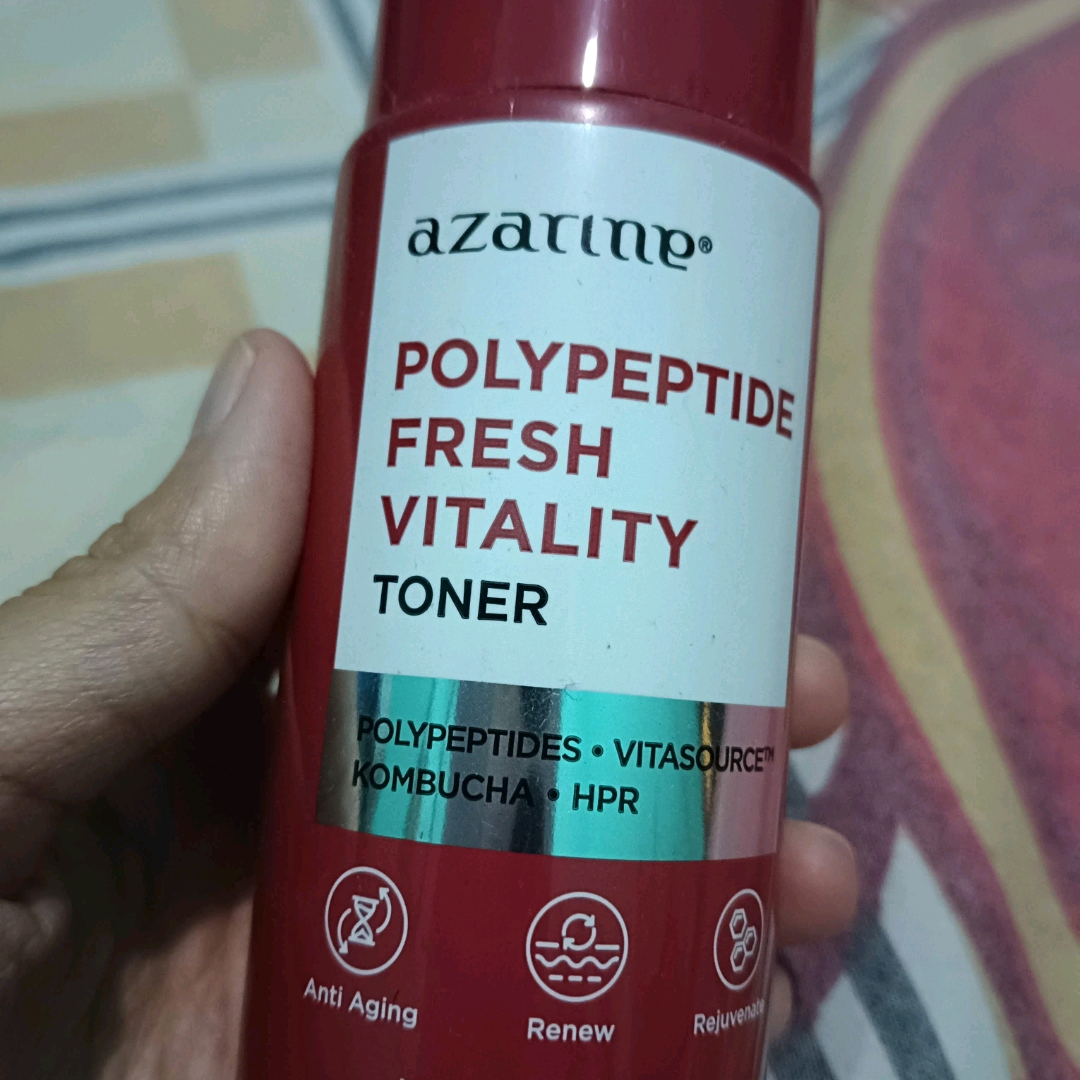 azarine®
POLYPEPTIDE
FRESH
VITALITY
TONER
POLYPEPTIDES • VITASOURCE™
KOMBUCHA • HPR
Anti Aging
Renew
Rejuvenate